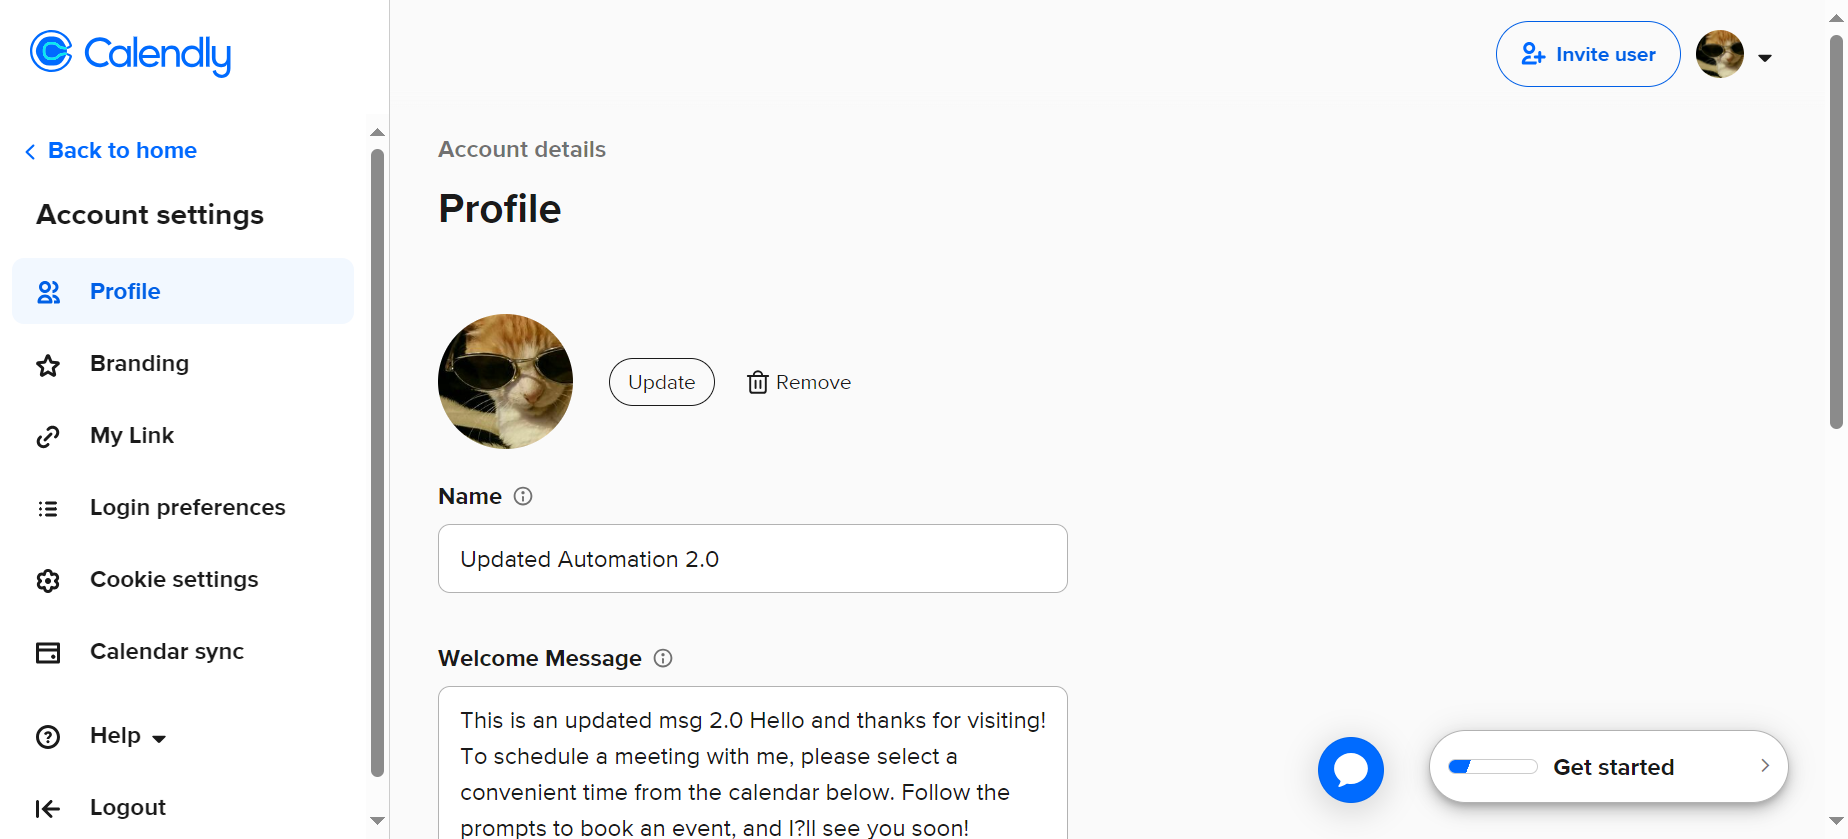 Calendly
Back to home
Account settings
Profile
Branding
My Link
Login preferences
Cookie settings
Calendar sync
Help
Logout
Invite user
Account details
Profile
Update
Remove
Name
Updated Automation 2.0
Welcome Message
This is an updated msg 2.0 Hello and thanks for visiting!
To schedule a meeting with me, please select a
convenient time from the calendar below. Follow the
prompts to book an event, and I?ll see you soon!
Get started